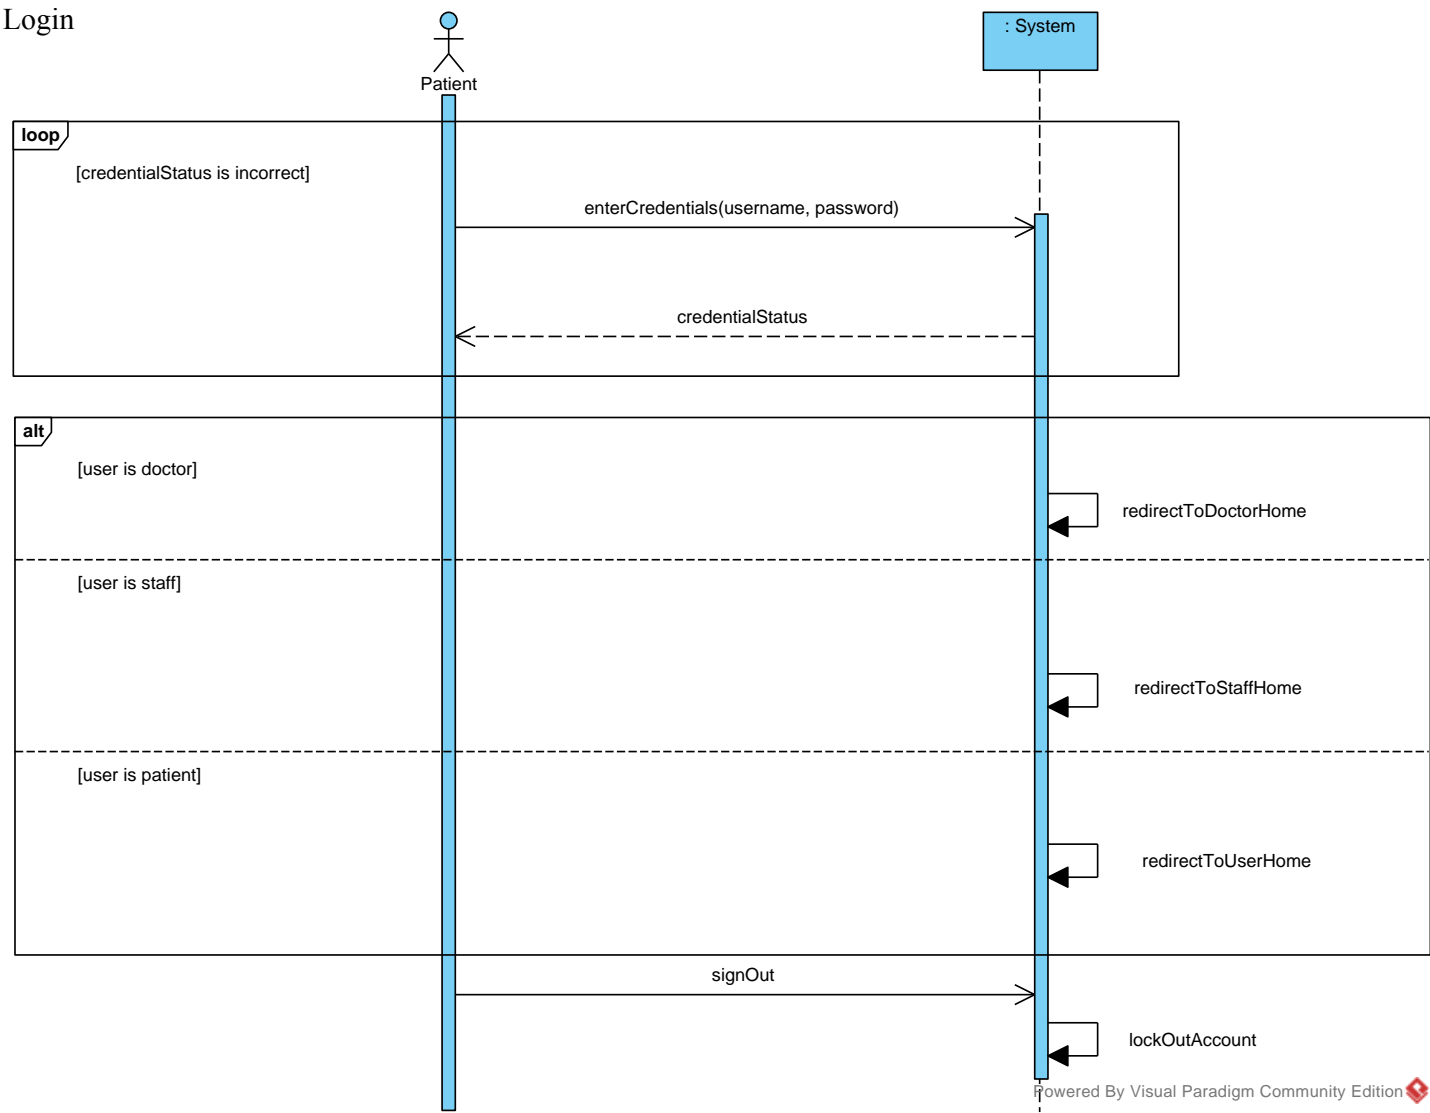 Login
: System
Patient
loop
[credentialStatus is incorrect]
enterCredentials(username, password)
credentialStatus
alt
[user is doctor]
redirectToDoctorHome
[user is staff]
redirectToStaffHome
[user is patient]
redirectToUserHome
signOut
lockOutAccount
Powered By Visual Paradigm Community Edition